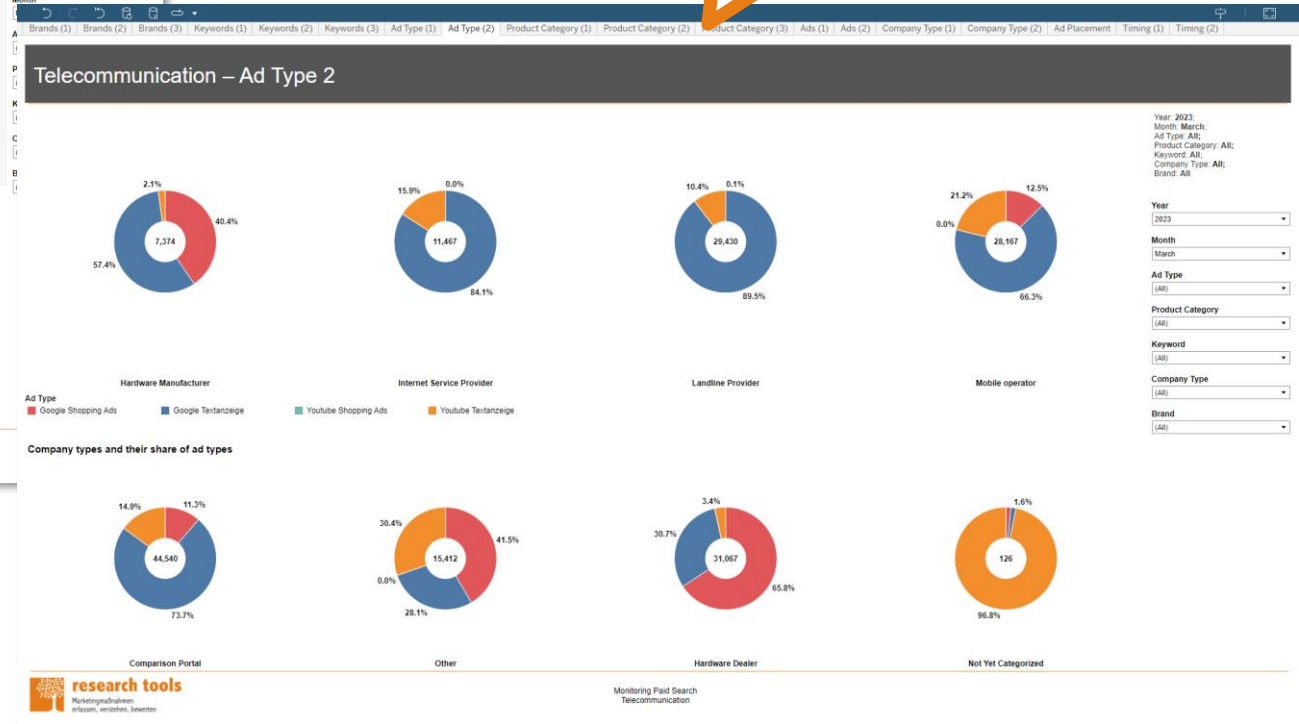 Brands (1) Brands (2) Brands (3) Keywords (1) Keywords (2) Keywords (3) Ad Type (1) Ad Type (2) Product Category (1) Product Category (2) Product Category (3) Ads (1) Ads (2) Company Type (1) Company Type (2) Ad Placement Timing (1) Timing (2)
Telecommunication – Ad Type 2
Year: 2023;
Month: March;
Ad Type: All;
Product Category: All;
Keyword: All;
Company Type: All;
Brand: All
2.1%
40.4%
7,374
57.4%
Hardware Manufacturer
15.9%
0.0%
11,467
84.1%
Internet Service Provider
10.4%
0.1%
29,430
89.5%
Landline Provider
21.2%
12.5%
0.0%
28,167
66.3%
Mobile operator
Year
2023
Month
March
Ad Type
(All)
Product Category
(All)
Keyword
(All)
Company Type
(All)
Brand
(All)
Ad Type
Google Shopping Ads
Google Textanzeige
Youtube Shopping Ads
Youtube Textanzeige
Company types and their share of ad types
14.9%
11.3%
44,540
73.7%
Comparison Portal
30.4%
41.5%
15,412
0.0%
28.1%
Other
3.4%
30.7%
31,067
65.8%
Hardware Dealer
1.6%
126
96.8%
Not Yet Categorized
research tools
Marketingmaßnahmen
erfassen, verstehen, bewerten
Monitoring Paid Search
Telecommunication